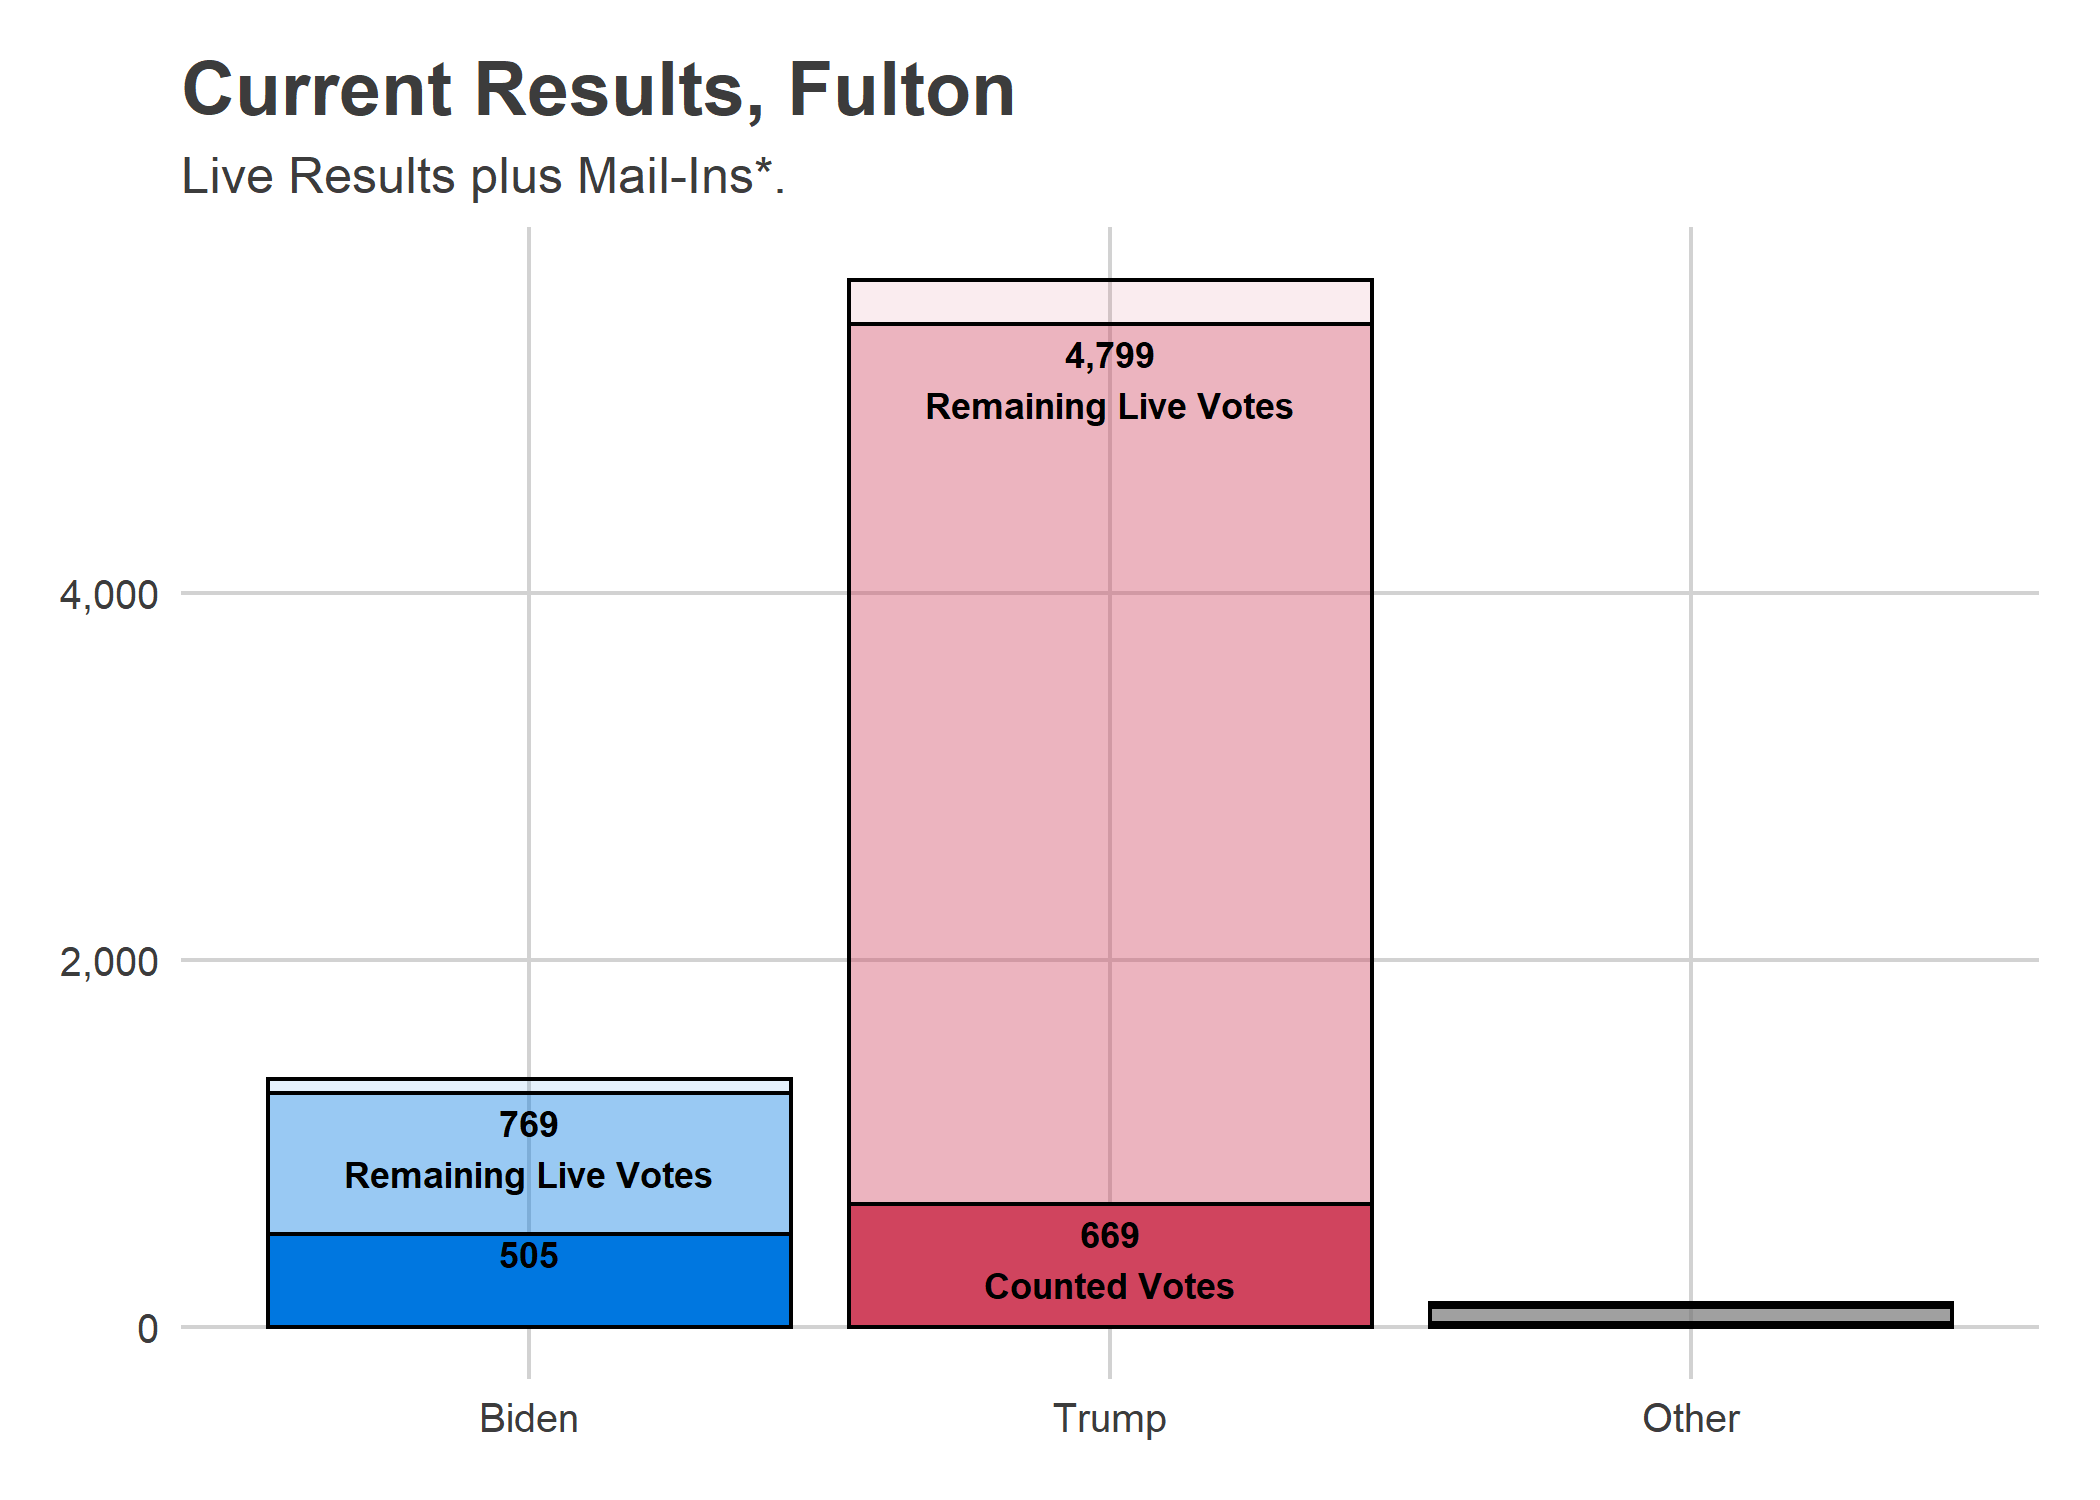 Current Results, Fulton
Live Results plus Mail-Ins*.
4,799
Remaining Live Votes
4,000
2,000
769
Remaining Live Votes
505
669
Counted Votes
0
Biden
Trump
Other